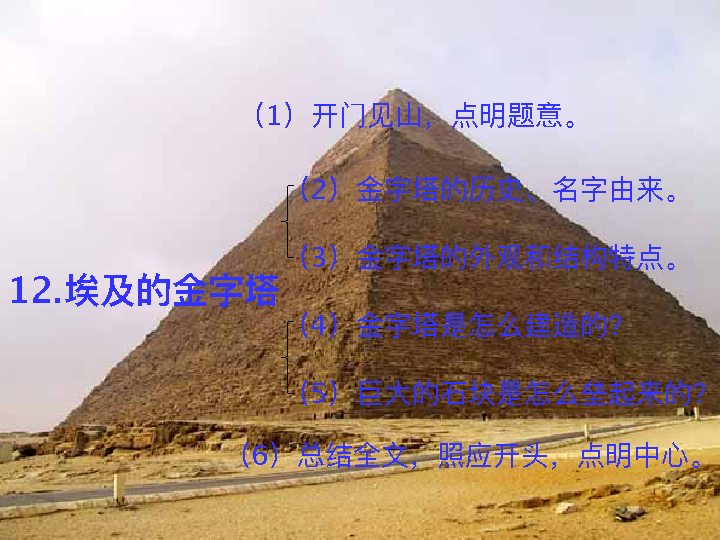 （1）开门见山，点明题意。
（2）金字塔的历史、名字由来。
（3）金字塔的外观和结构特点。
12.埃及的金字塔
（4）金字塔是怎么建造的？
（5）巨大的石块是怎么垒起来的？
（6）总结全文，照应开头，点明中心。